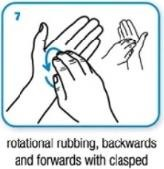 7
rotational rubbing, backwards
and forwards with clasped